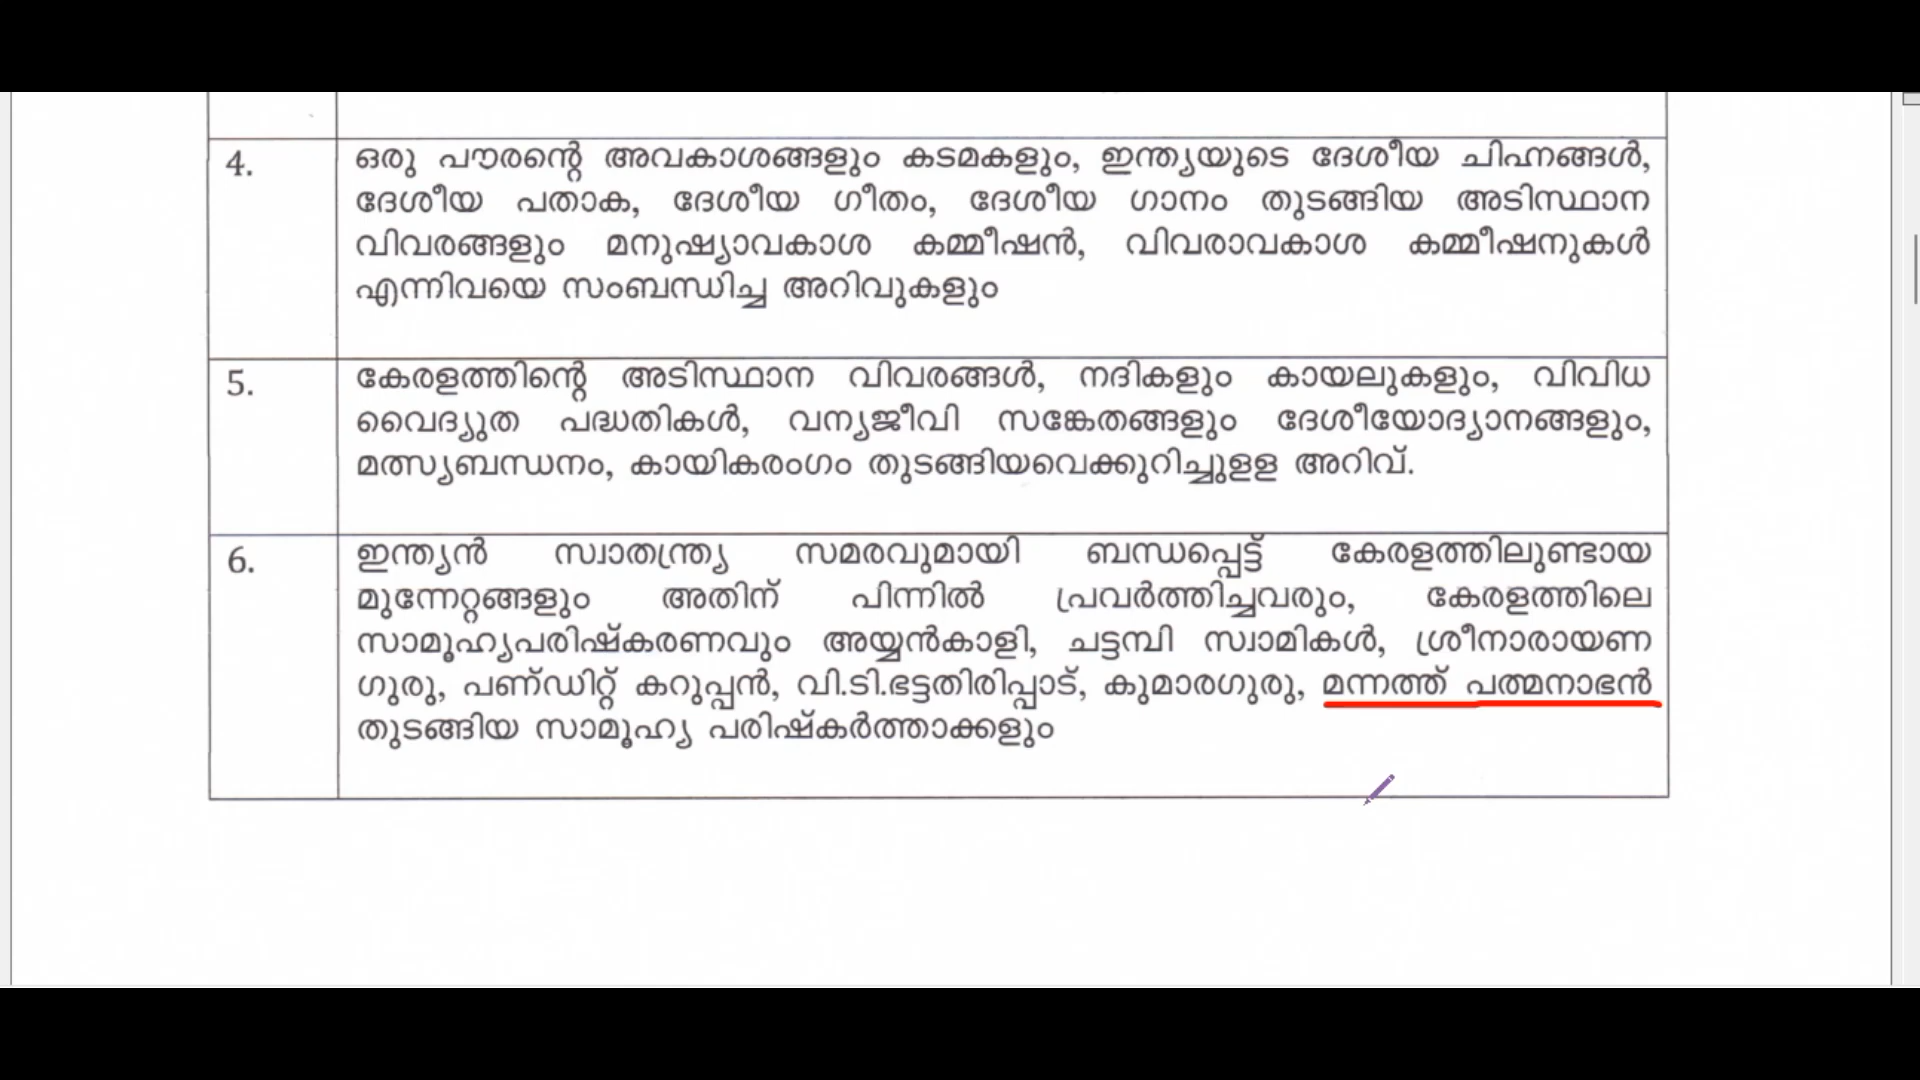 4.
ഒരു പൗരന്റെ അവകാശങ്ങളും കടമകളും, ഇന്ത്യയുടെ ദേശീയ ചിഹ്നങ്ങൾ,
ദേശീയ പതാക, ദേശീയ ഗീതം, ദേശീയ ഗാനം തുടങ്ങിയ അടിസ്ഥാന
വിവരങ്ങളും മനുഷ്യാവകാശ കമ്മീഷൻ, വിവരാവകാശ കമ്മീഷനുകൾ
എന്നിവയെ സംബന്ധിച്ച അറിവുകളും
5.
കേരളത്തിന്റെ അടിസ്ഥാന വിവരങ്ങൾ, നദികളും കായലുകളും, വിവിധ
വൈദ്യുത പദ്ധതികൾ, വന്യജീവി സങ്കേതങ്ങളും ദേശീയോദ്യാനങ്ങളും,
മത്സ്യബന്ധനം, കായികരംഗം തുടങ്ങിയവെക്കുറിച്ചുളള അറിവ്.
6.
ഇന്ത്യൻ സ്വാതന്ത്ര്യ സമരവുമായി ബന്ധപ്പെട്ട് കേരളത്തിലുണ്ടായ
മുന്നേറ്റങ്ങളും അതിന് പിന്നിൽ പ്രവർത്തിച്ചവരും, കേരളത്തിലെ
സാമൂഹ്യപരിഷ്കരണവും അയ്യൻകാളി, ചട്ടമ്പി സ്വാമികൾ, ശ്രീനാരായണ
ഗുരു, പണ്ഡിറ്റ് കറുപ്പൻ, വി.ടി.ഭട്ടതിരിപ്പാട്, കുമാരഗുരു, മന്നത്ത് പത്മനാഭൻ
തുടങ്ങിയ സാമൂഹ്യ പരിഷ്കർത്താക്കളും